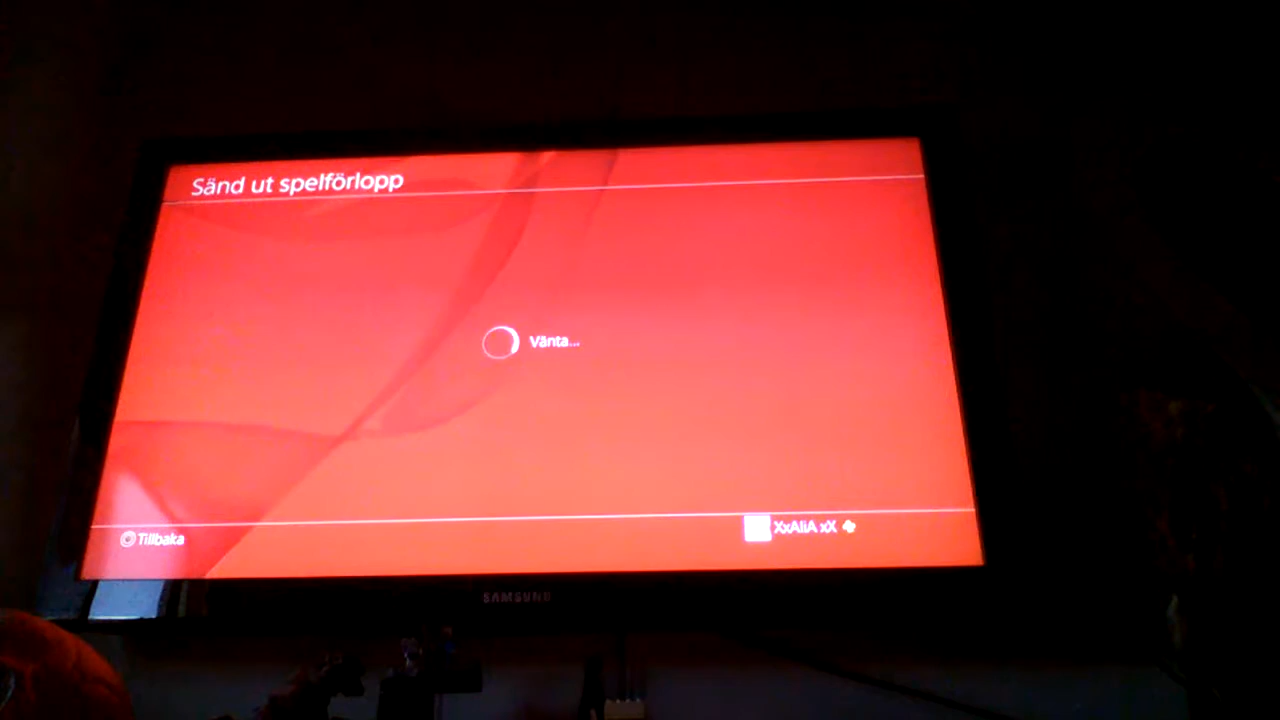 Sänd ut spelförlopp
Vänta...
Tillbaka
XxAliA xX
SAMSUNG